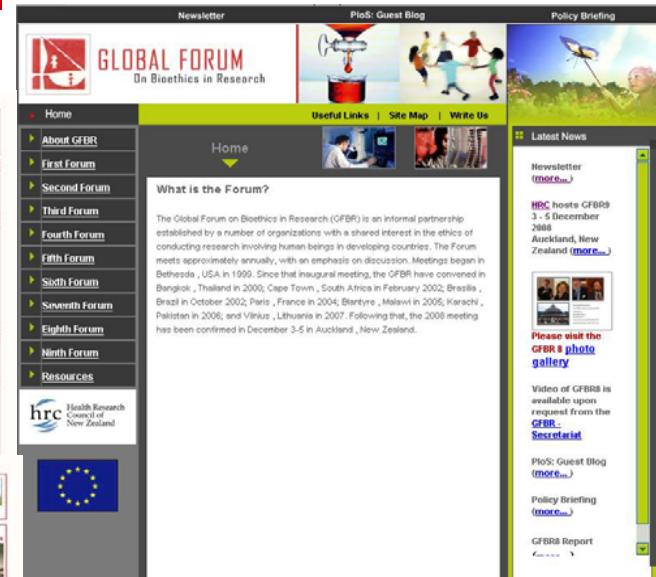 Newsletter PloS: Guest Blog Policy Briefing
GLOBAL FORUM
On Bioethics in Research
Home
Useful Links | Site Map | Write Us
About GFBR
First Forum
Second Forum
Third Forum
Fourth Forum
Fifth Forum
Sixth Forum
Seventh Forum
Eighth Forum
Ninth Forum
Resources
hrc Health Research
Council of
New Zealand
Home
What is the Forum?
The Global Forum on Bioethics in Research (GFBR) is an informal partnership
established by a number of organizations with a shared interest in the ethics of
conducting research involving human beings in developing countries. The Forum
meets approximately annually, with an emphasis on discussion. Meetings began in
Bethesda , USA in 1999. Since that inaugural meeting, the GFBR have convened in
Bangkok , Thailand in 2000; Cape Town , South Africa in February 2002; Brasilia ,
Brazil in October 2002; Paris , France in 2004; Blantyre , Malawi in 2005; Karachi ,
Pakistan in 2006; and Vilnius , Lithuania in 2007. Following that, the 2008 meeting
has been confirmed in December 3-5 in Auckland , New Zealand.
Latest News
Newsletter
(more... )
HRC hosts GFBR9
3 - 5 December
2008
Auckland, New
Zealand (more... )
Please visit the
GFBR 8 photo
gallery
Video of GFBR8 is
available upon
request from the
GFBR -
Secretariat
PloS: Guest Blog
(more... )
Policy Briefing
(more... )
GFBR8 Report